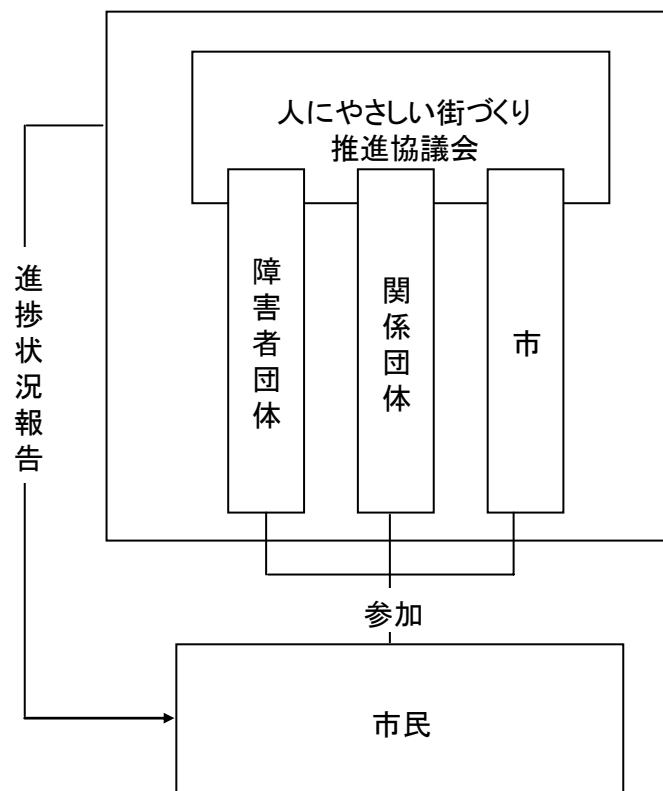 人にやさしい街づくり
推進協議会
障害者団体
関係団体
市
進捗状況報告
参加
市民